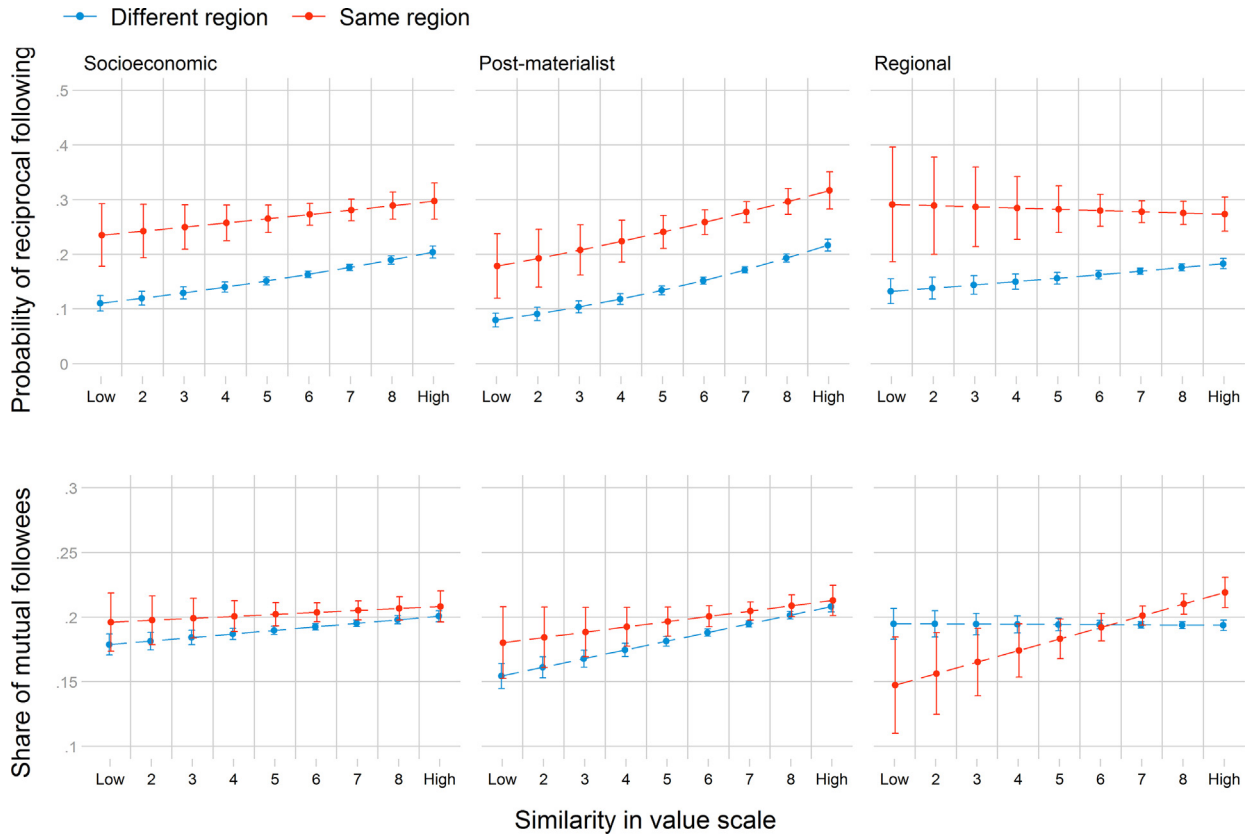 Different region Same region
Socioeconomic Post-materialist Regional
Probability of reciprocal following
.5
.4
.3
.2
.1
0
Low 2 3 4 5 6 7 8 High Low 2 3 4 5 6 7 8 High Low 2 3 4 5 6 7 8 High
Share of mutual followees
.3
.25
.2
.15
.1
Low 2 3 4 5 6 7 8 High Low 2 3 4 5 6 7 8 High Low 2 3 4 5 6 7 8 High
Similarity in value scale